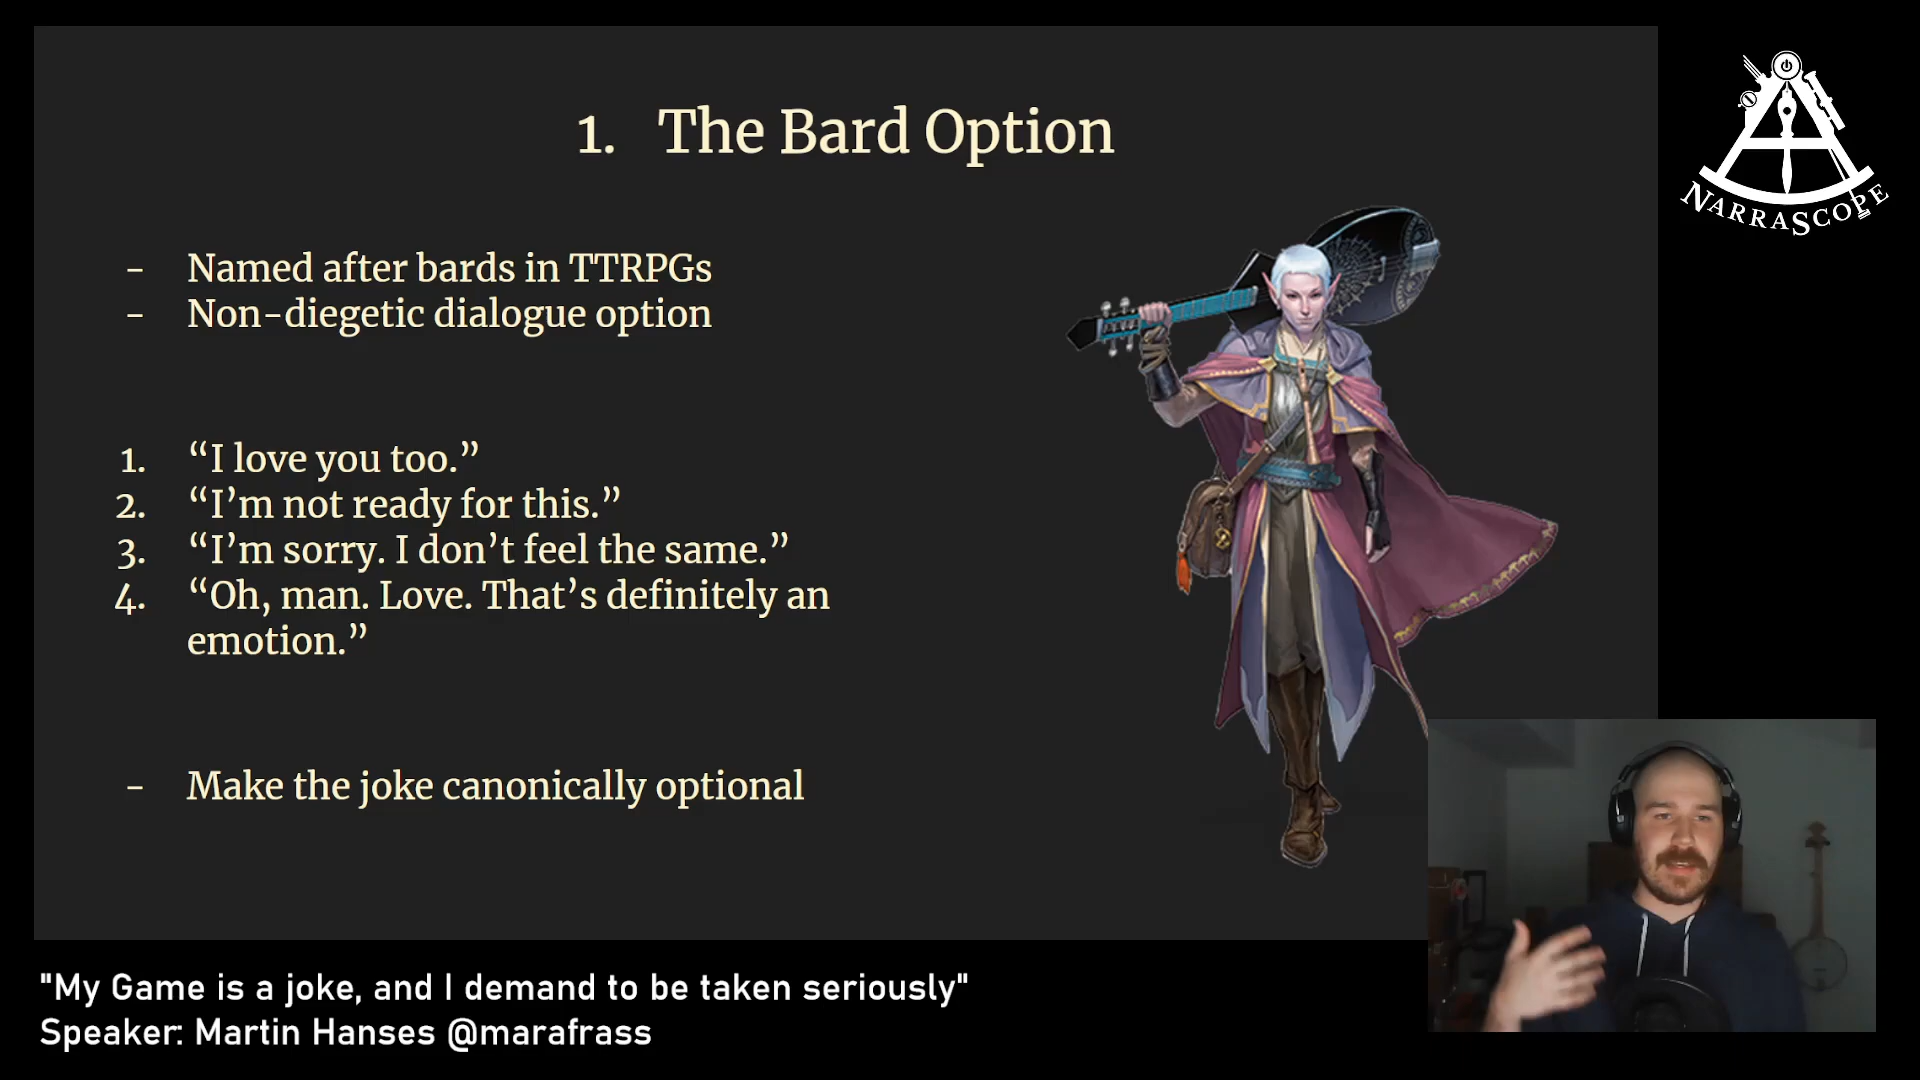 1. The Bard Option
- Named after bards in TTRPGs
- Non-diegetic dialogue option
1. “I love you too.”
2. “I’m not ready for this.”
3. “I’m sorry. I don’t feel the same.”
4. “Oh, man. Love. That’s definitely an
emotion.”
- Make the joke canonically optional
NARRASCOPE
"My Game is a joke, and I demand to be taken seriously"
Speaker: Martin Hanses @marafrass